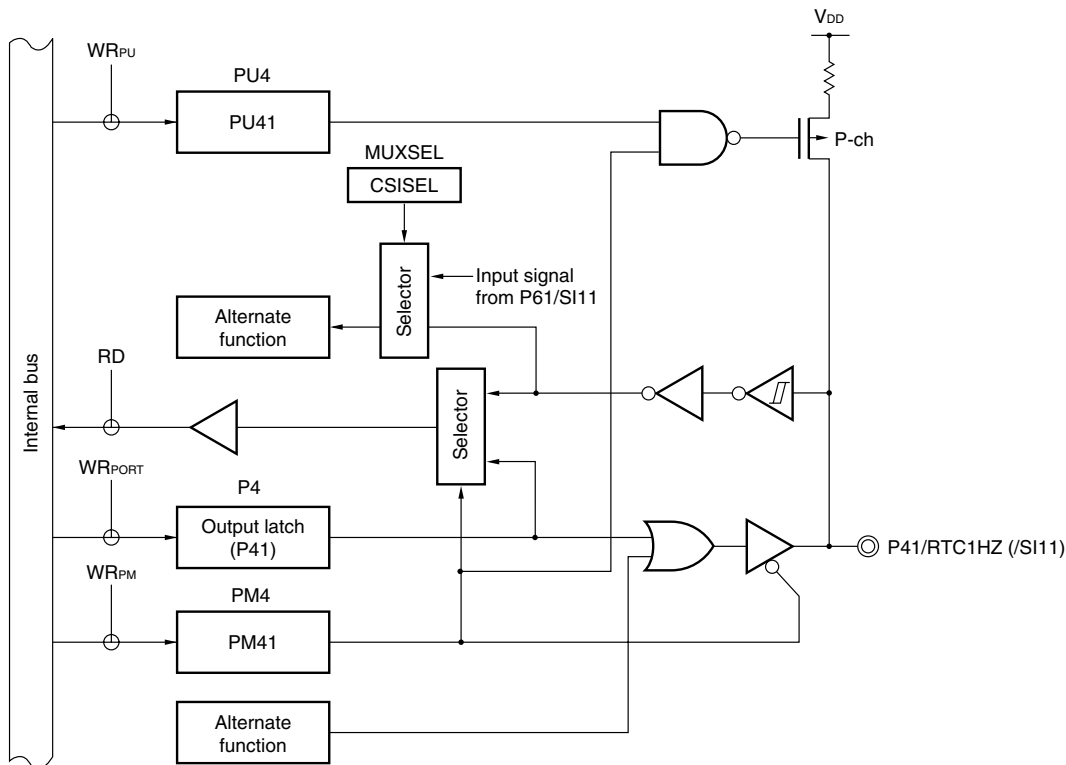 VDD
WRPU
PU4
PU41
P-ch
MUXSEL
CSISEL
Selector
Input signal
from P61/SI11
Alternate
function
RD
Internal bus
Selector
WRPORT
P4
Output latch
(P41)
P41/RTC1HZ (/SI11)
WRPM
PM4
PM41
Alternate
function